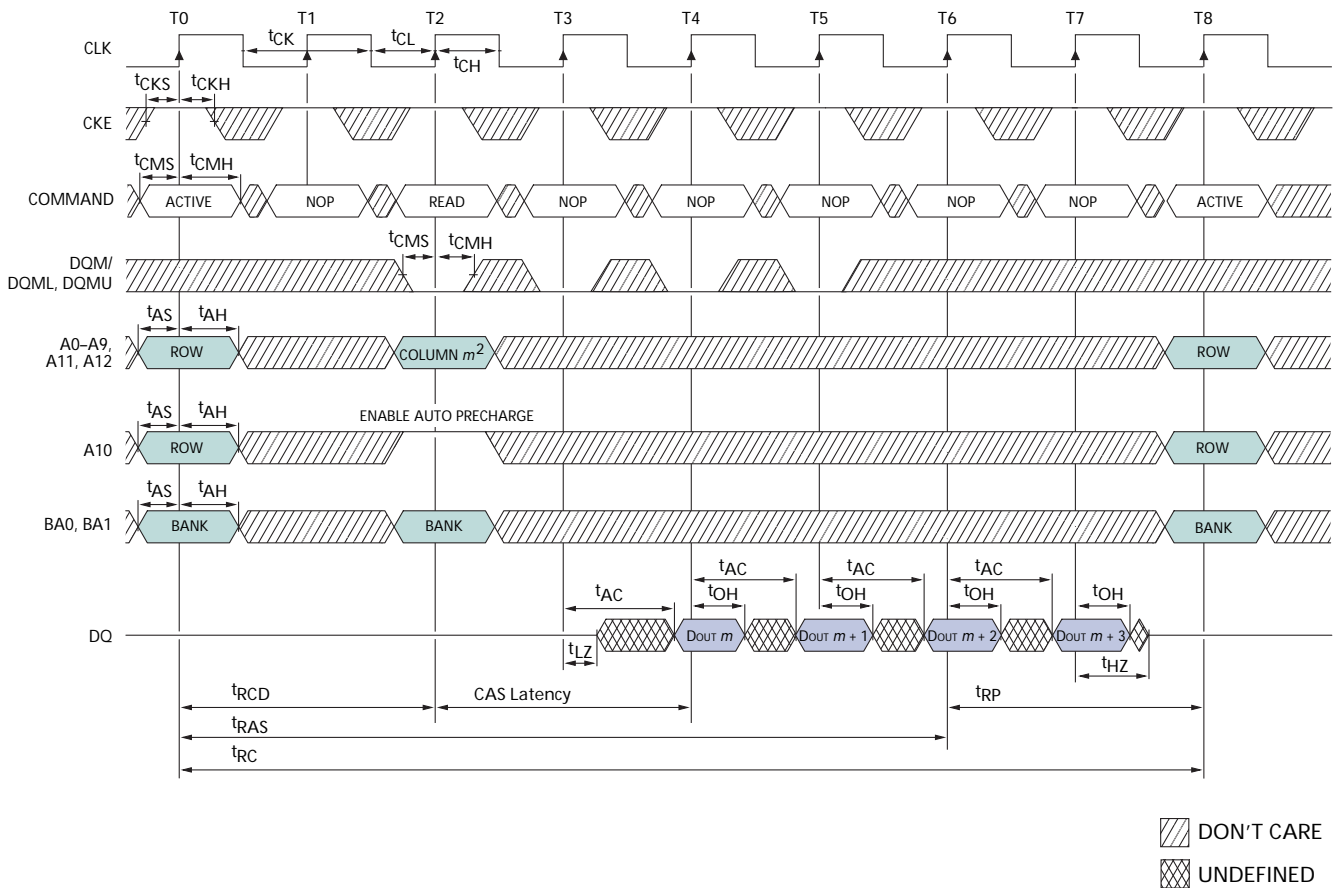 T0 T1 T2 T3 T4 T5 T6 T7 T8
CLK
tCK tCL
tCH
tCKS tCKH
CKE
tCMS tCMH
COMMAND ACTIVE NOP READ NOP NOP NOP NOP NOP ACTIVE
tCMS tCMH
DQM/
DQML, DQMU
tAS tAH
A0–A9,
A11, A12
ROW COLUMN m2 ROW
tAS tAH
ENABLE AUTO PRECHARGE
A10 ROW ROW
tAS tAH
BA0, BA1 BANK BANK BANK
tAC tAC tAC
tAC tOH tOH tOH tOH
DQ DOUT m DOUT m + 1 DOUT m + 2 DOUT m + 3
tLZ tHZ
tRCD CAS Latency tRP
tRAS
tRC
DON'T CARE
UNDEFINED